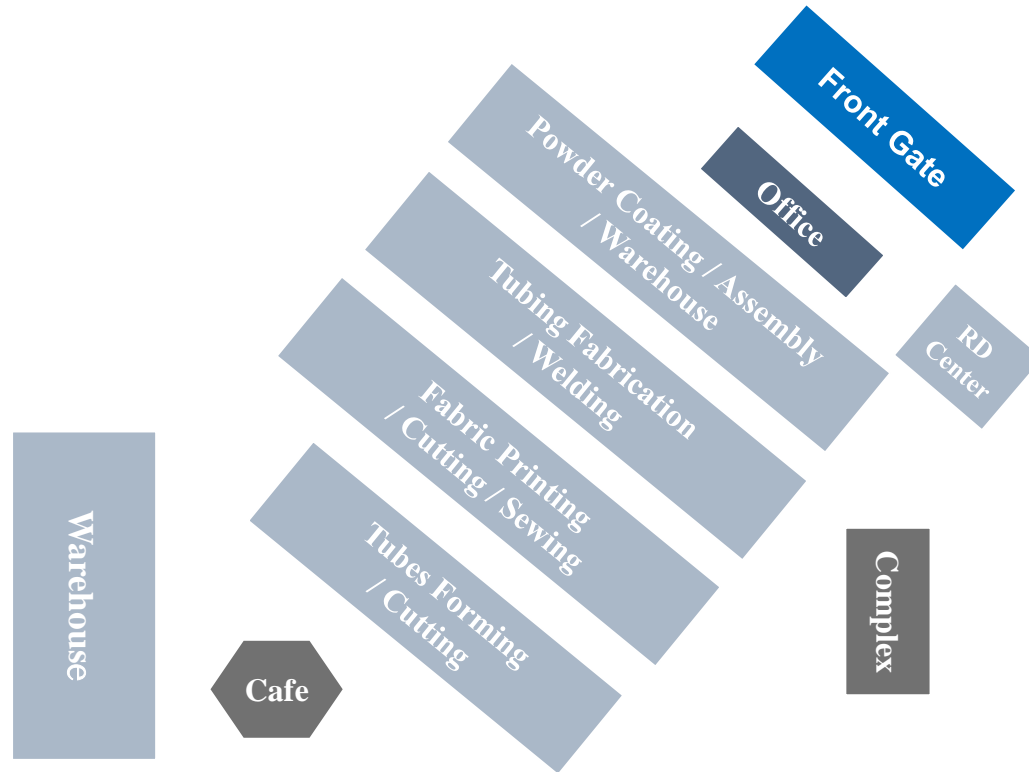 Front Gate
Office
Powder Coating / Assembly
/ Warehouse
RD
Center
Tubing Fabrication
/ Welding
Fabric Printing
/ Cutting / Sewing
Tubes Forming
/ Cutting
Warehouse
Complex
Cafe